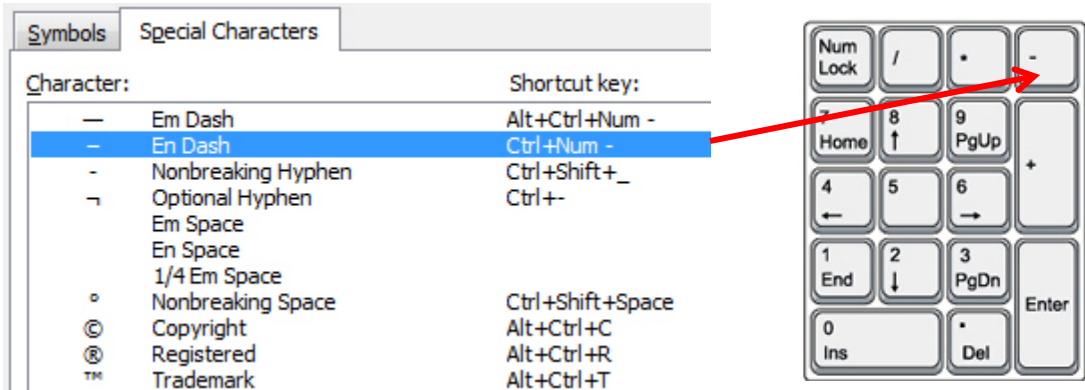 Symbols Special Characters
Character: Shortcut key:
— Em Dash Alt+Ctrl+Num -
– En Dash Ctrl+Num -
- Nonbreaking Hyphen Ctrl+Shift+_
¬ Optional Hyphen Ctrl+-
Em Space
En Space
1/4 Em Space
° Nonbreaking Space Ctrl+Shift+Space
© Copyright Alt+Ctrl+C
® Registered Alt+Ctrl+R
™ Trademark Alt+Ctrl+T
Num Lock / * -
7 Home 8 ↑ 9 PgUp +
4 ← 5 6 →
1 End 2 ↓ 3 PgDn Enter
0 Ins . Del